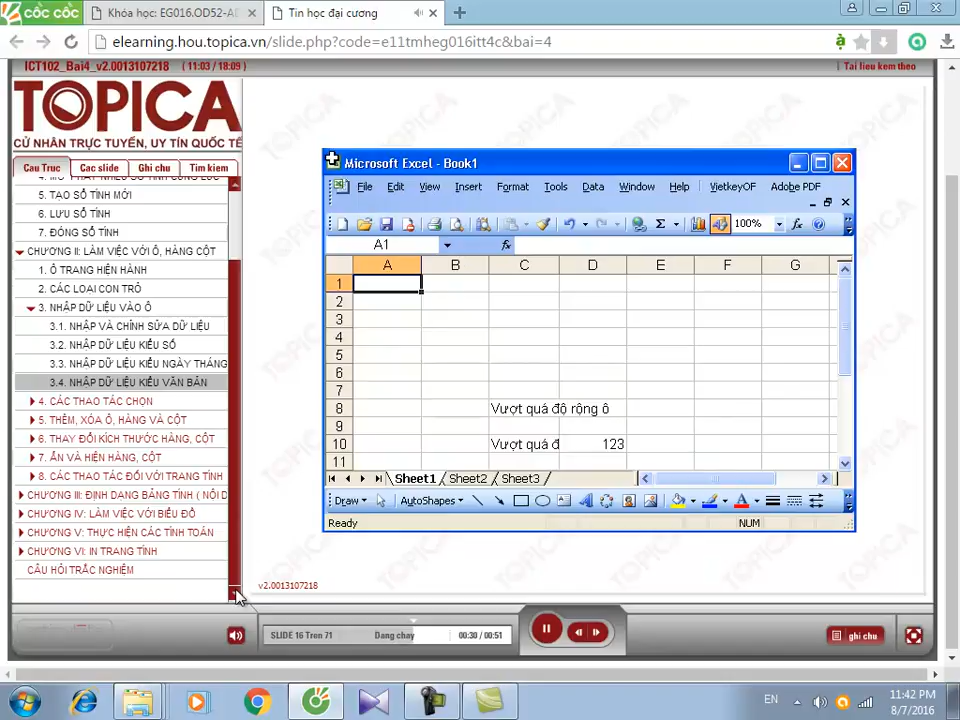 cốc cốc
Khóa học: EG016.OD52-AD
Tin học đại cương
elearning.hou.topica.vn/slide.php?code=e11tmheg016itt4c&bai=4
ICT102_Bai4_v2.0013107218 ( 11:03 / 18:09 )
Tai lieu kem theo
TOPICA
CỬ NHÂN TRỰC TUYẾN, UY TÍN QUỐC TẾ
Cau Truc
Cac slide
Ghi chu
Tim kiem
5. TẠO SỔ TÍNH MỚI
6. LƯU SỔ TÍNH
7. ĐÓNG SỔ TÍNH
CHƯƠNG II: LÀM VIỆC VỚI Ô, HÀNG CỘT
1. Ô TRANG HIỆN HÀNH
2. CÁC LOẠI CON TRỎ
3. NHẬP DỮ LIỆU VÀO Ô
3.1. NHẬP VÀ CHỈNH SỬA DỮ LIỆU
3.2. NHẬP DỮ LIỆU KIỂU SỐ
3.3. NHẬP DỮ LIỆU KIỂU NGÀY THÁNG
3.4. NHẬP DỮ LIỆU KIỂU VĂN BẢN
4. CÁC THAO TÁC CHỌN
5. THÊM, XÓA Ô, HÀNG VÀ CỘT
6. THAY ĐỔI KÍCH THƯỚC HÀNG, CỘT
7. ẨN VÀ HIỆN HÀNG, CỘT
8. CÁC THAO TÁC ĐỐI VỚI TRANG TÍNH
CHƯƠNG III: ĐỊNH DẠNG BẢNG TÍNH ( NỘI D
CHƯƠNG IV: LÀM VIỆC VỚI BIỂU ĐỒ
CHƯƠNG V: THỰC HIỆN CÁC TÍNH TOÁN
CHƯƠNG VI: IN TRANG TÍNH
CÂU HỎI TRẮC NGHIỆM
Microsoft Excel - Book1
File Edit View Insert Format Tools Data Window Help VietkeyOF Adobe PDF
100%
A1 fx
A B C D E F G
1
2
3
4
5
6
7
8 Vượt quá độ rộng ô
9
10 Vượt quá đ 123
11
Sheet1 Sheet2 Sheet3
Draw AutoShapes
Ready NUM
v2.0013107218
SLIDE 16 Tren 71 Dang chay 00:30 / 00:51
ghi chu
EN
11:42 PM
8/7/2016